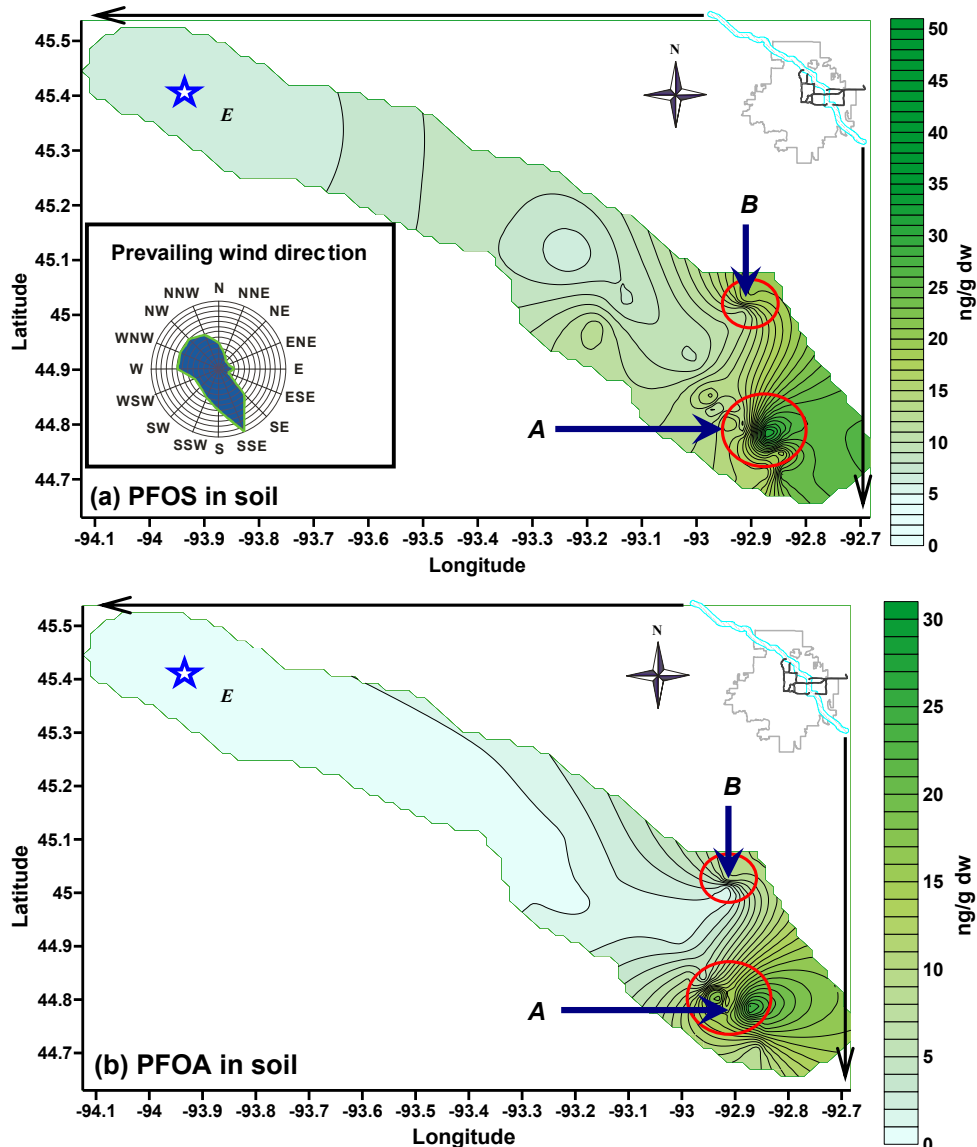 45.5
45.4
45.3
45.2
45.1
45
44.9
44.8
44.7
Latitude
E
N
B
A
50
45
40
35
30
25
20
15
10
5
0
ng/g dw
Prevailing wind direction
N
NNE
NE
ENE
E
ESE
SE
SSE
S
SSW
SW
WSW
W
WNW
NW
NNW
(a) PFOS in soil
-94.1 -94 -93.9 -93.8 -93.7 -93.6 -93.5 -93.4 -93.3 -93.2 -93.1 -93 -92.9 -92.8 -92.7
Longitude
45.5
45.4
45.3
45.2
45.1
45
44.9
44.8
44.7
Latitude
E
N
B
A
30
25
20
15
10
5
0
ng/g dw
(b) PFOA in soil
-94.1 -94 -93.9 -93.8 -93.7 -93.6 -93.5 -93.4 -93.3 -93.2 -93.1 -93 -92.9 -92.8 -92.7
Longitude